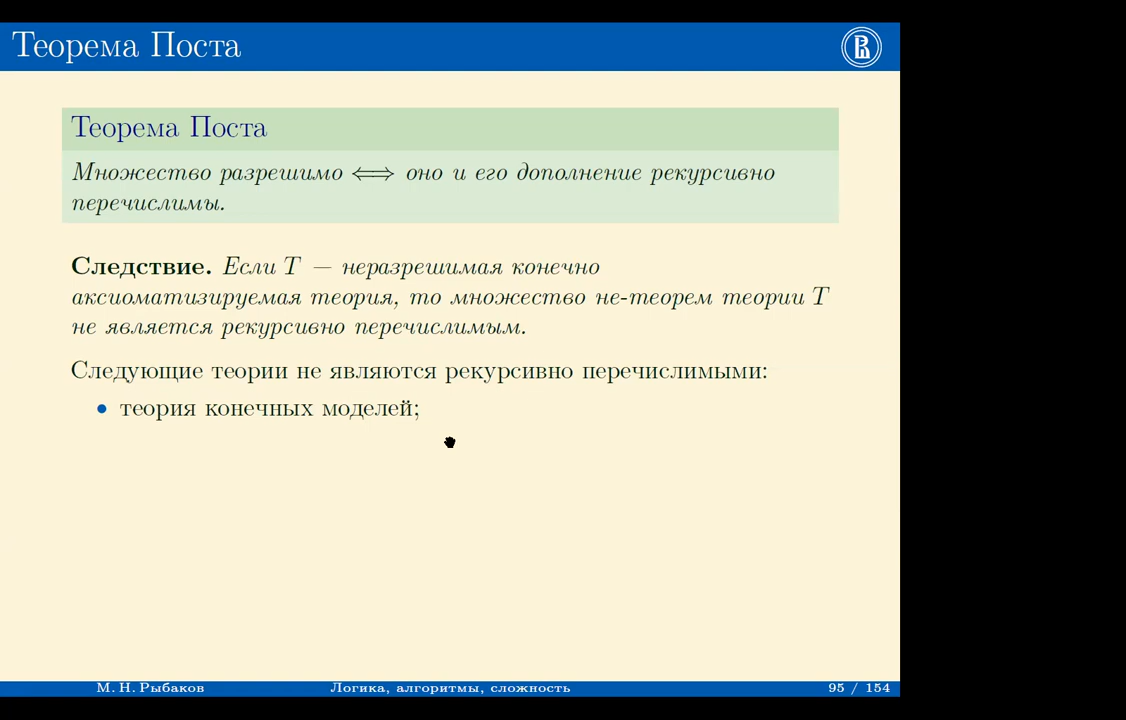 Теорема Поста
Теорема Поста
Множество разрешимо ⟺ оно и его дополнение рекурсивно
перечислимы.
Следствие. Если T — неразрешимая конечно
аксиоматизируемая теория, то множество не-теорем теории T
не является рекурсивно перечислимым.
Следующие теории не являются рекурсивно перечислимыми:
• теория конечных моделей;
М. Н. Рыбаков Логика, алгоритмы, сложность 95 / 154